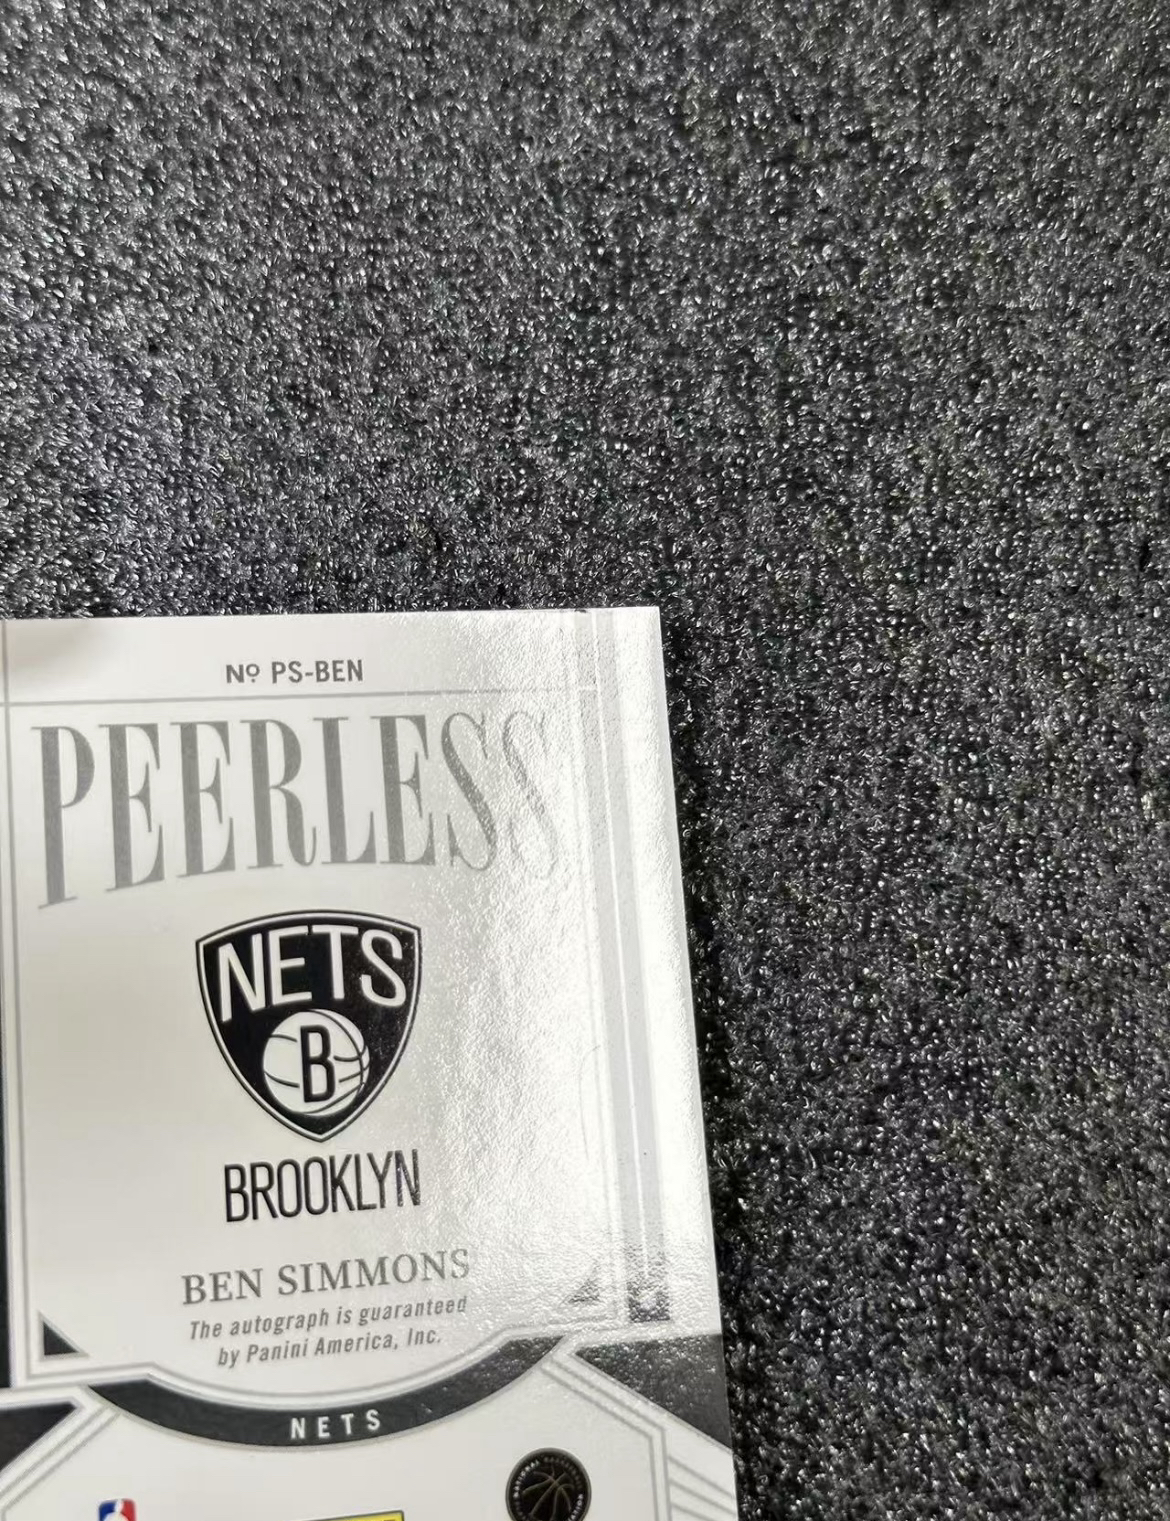 Nº PS-BEN
PEERLESS
NETS
B
BROOKLYN
BEN SIMMONS
The autograph is guaranteed
by Panini America, Inc.
NETS